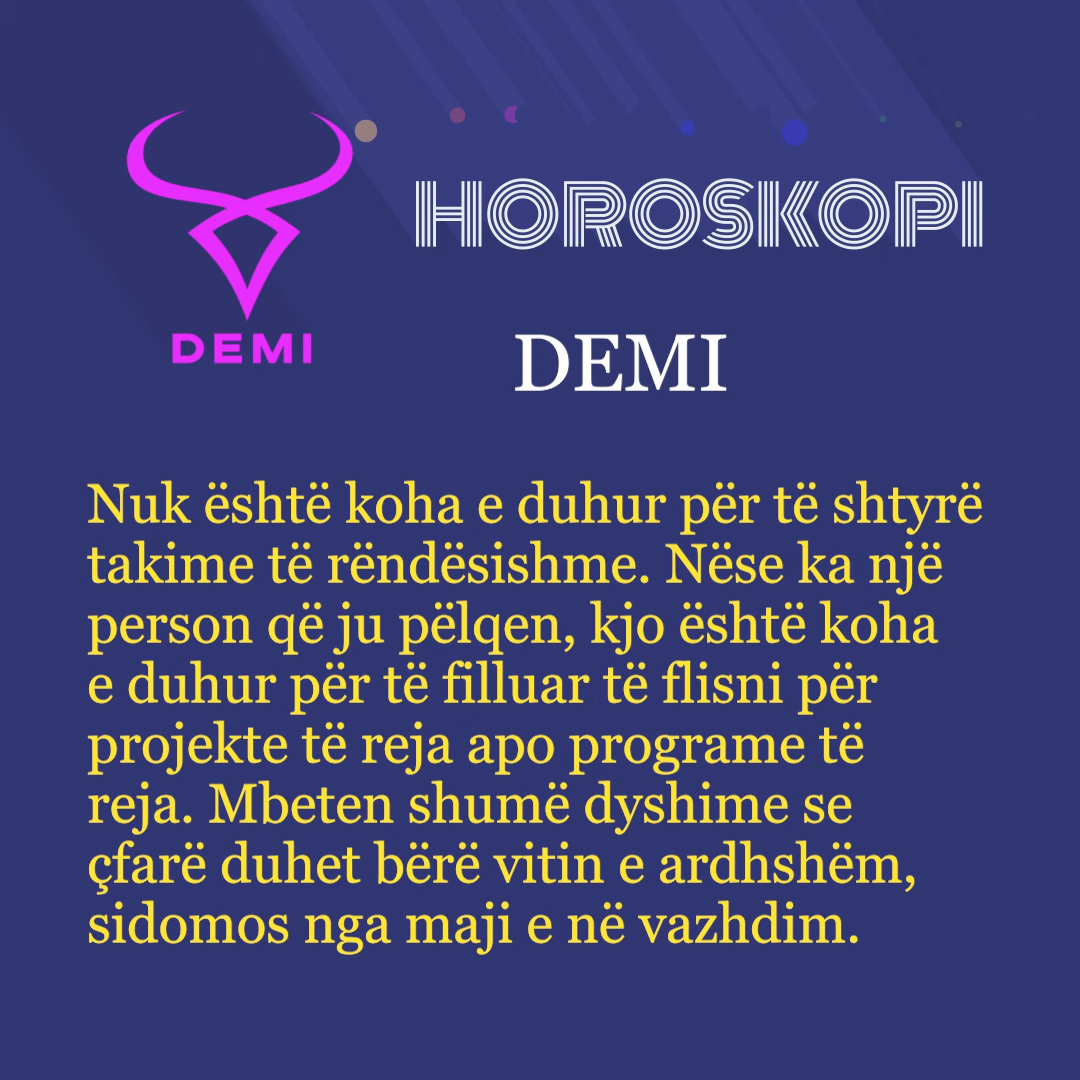 HOROSKOPI
DEMI
DEMI
Nuk është koha e duhur për të shtyrë
takime të rëndësishme. Nëse ka një
person që ju pëlqen, kjo është koha
e duhur për të filluar të flisni për
projekte të reja apo programe të
reja. Mbeten shumë dyshime se
çfarë duhet bërë vitin e ardhshëm,
sidomos nga maji e në vazhdim.